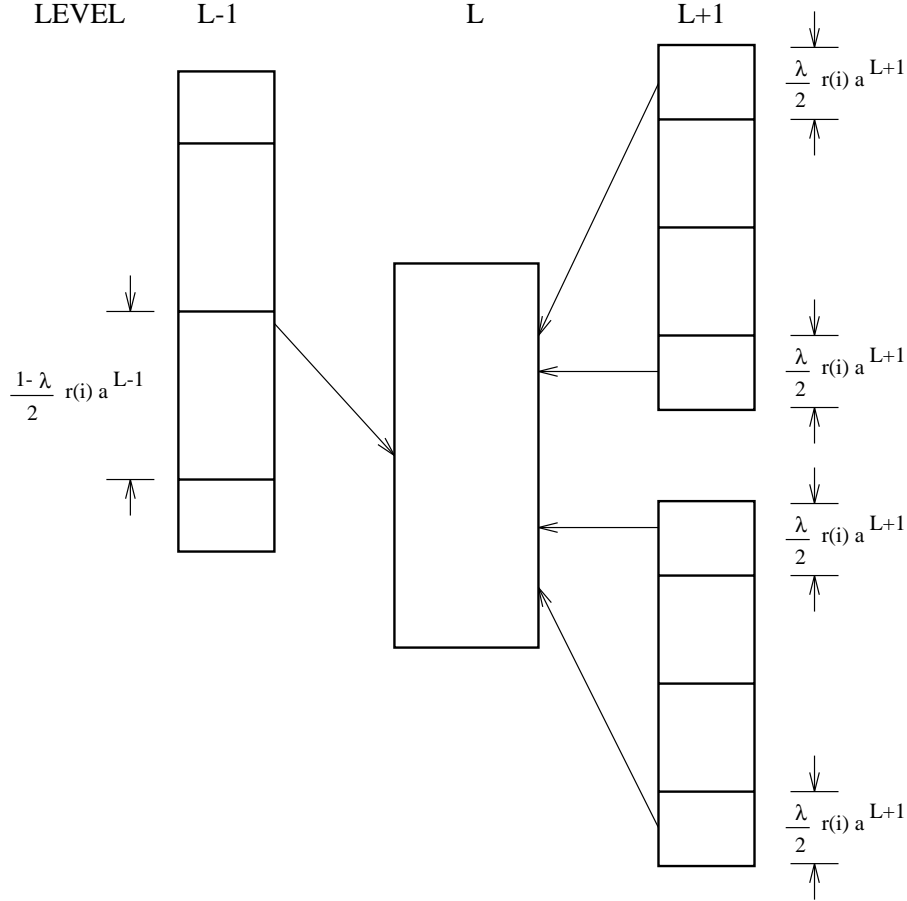 LEVEL L-1 L L+1
λ/2 r(i) a^L+1
λ/2 r(i) a^L+1
1-λ/2 r(i) a^L-1
λ/2 r(i) a^L+1
λ/2 r(i) a^L+1